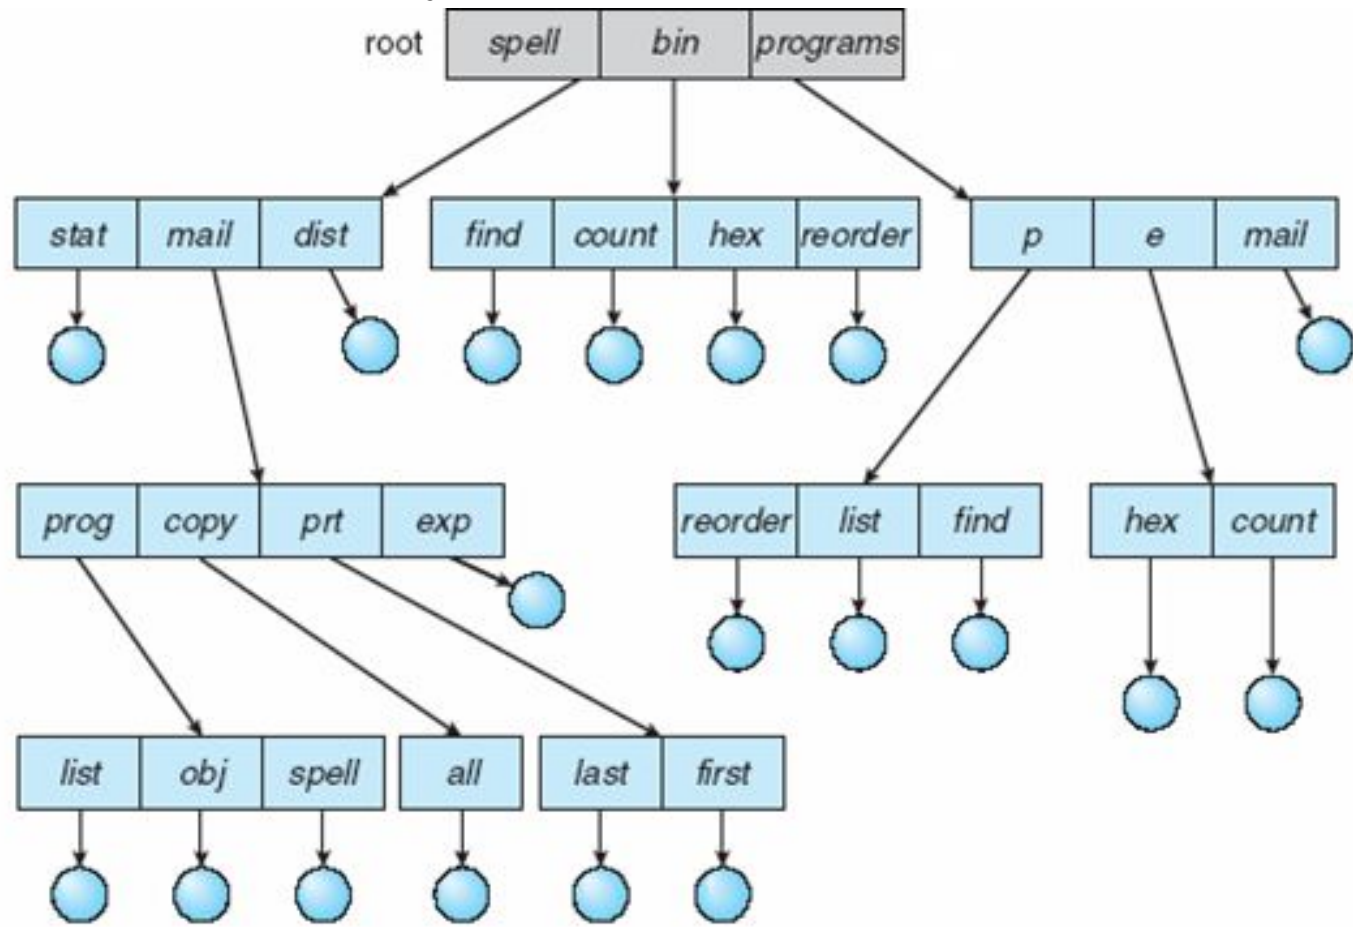 root spell bin programs
stat mail dist find count hex reorder p e mail
prog copy prt exp reorder list find hex count
list obj spell all last first